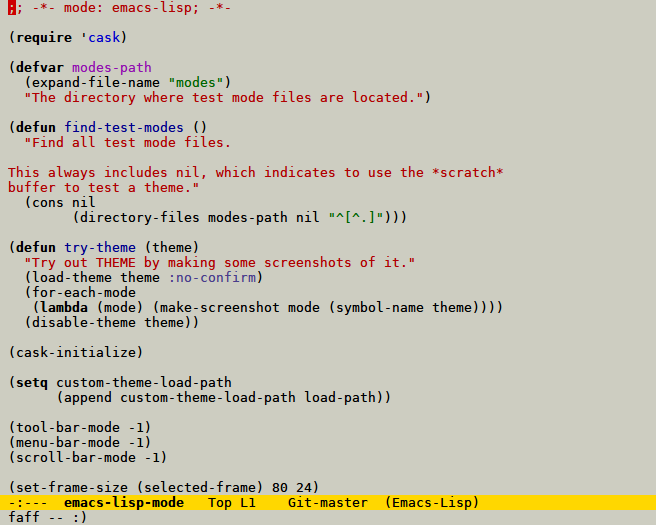 ;; -*- mode: emacs-lisp; -*-

(require 'cask)

(defvar modes-path
  (expand-file-name "modes")
  "The directory where test mode files are located.")

(defun find-test-modes ()
  "Find all test mode files.

This always includes nil, which indicates to use the *scratch*
buffer to test a theme."
  (cons nil
        (directory-files modes-path nil "^[^.]")))

(defun try-theme (theme)
  "Try out THEME by making some screenshots of it."
  (load-theme theme :no-confirm)
  (for-each-mode
   (lambda (mode) (make-screenshot mode (symbol-name theme))))
  (disable-theme theme))

(cask-initialize)

(setq custom-theme-load-path
      (append custom-theme-load-path load-path))

(tool-bar-mode -1)
(menu-bar-mode -1)
(scroll-bar-mode -1)

(set-frame-size (selected-frame) 80 24)
-:---  emacs-lisp-mode   Top L1    Git-master  (Emacs-Lisp)
faff -- :)